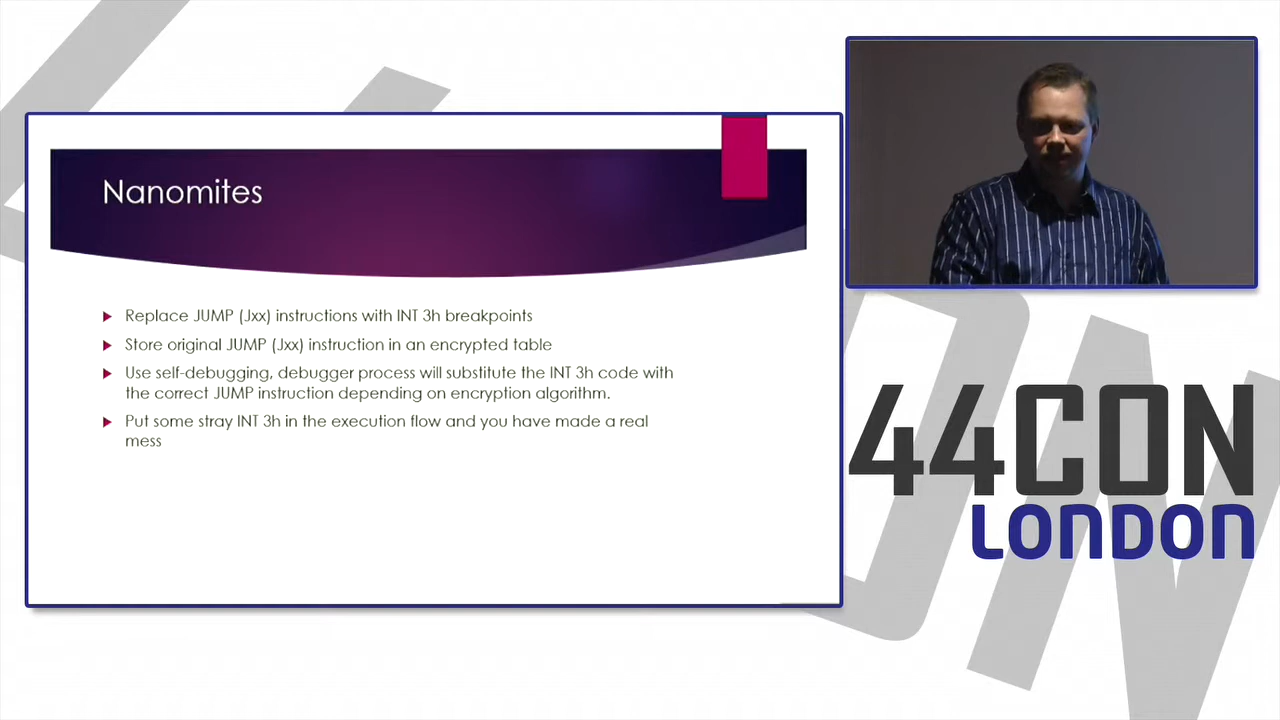 Nanomites
Replace JUMP (Jxx) instructions with INT 3h breakpoints
Store original JUMP (Jxx) instruction in an encrypted table
Use self-debugging, debugger process will substitute the INT 3h code with
the correct JUMP instruction depending on encryption algorithm.
Put some stray INT 3h in the execution flow and you have made a real
mess
44CON
LONDON